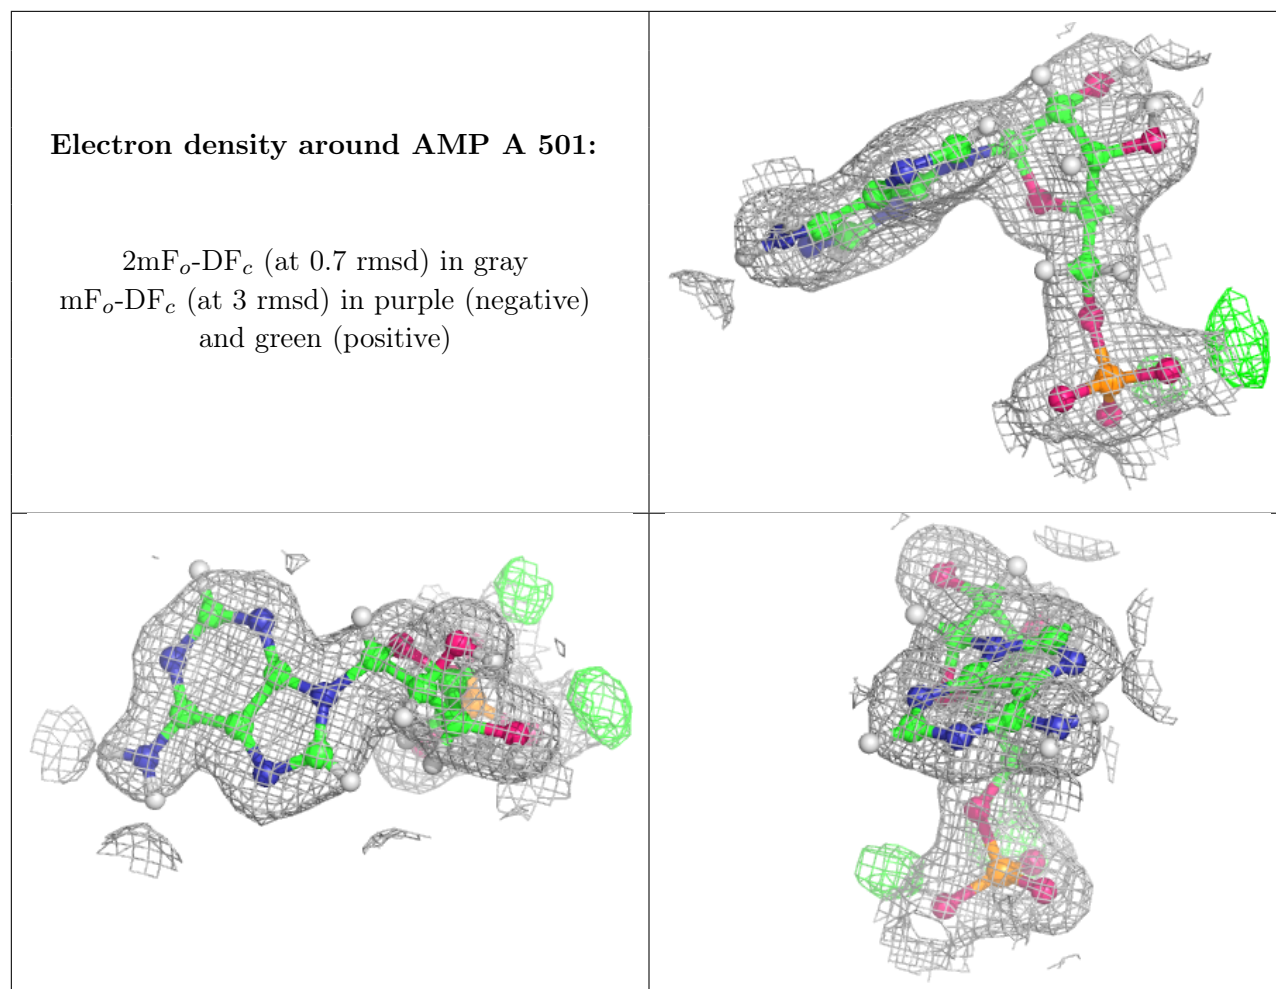 Electron density around AMP A 501:
2mFₒ-DF𝑐 (at 0.7 rmsd) in gray
mFₒ-DF𝑐 (at 3 rmsd) in purple (negative)
and green (positive)